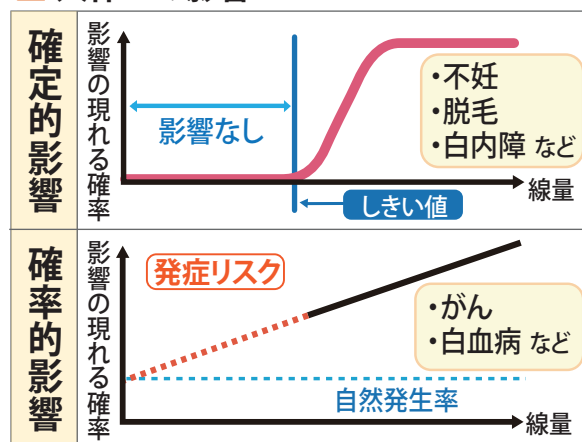 確定的影響
影響の現れる確率
影響なし
・不妊
・脱毛
・白内障 など
線量
しきい値
確率的影響
影響の現れる確率
発症リスク
・がん
・白血病 など
自然発生率
線量